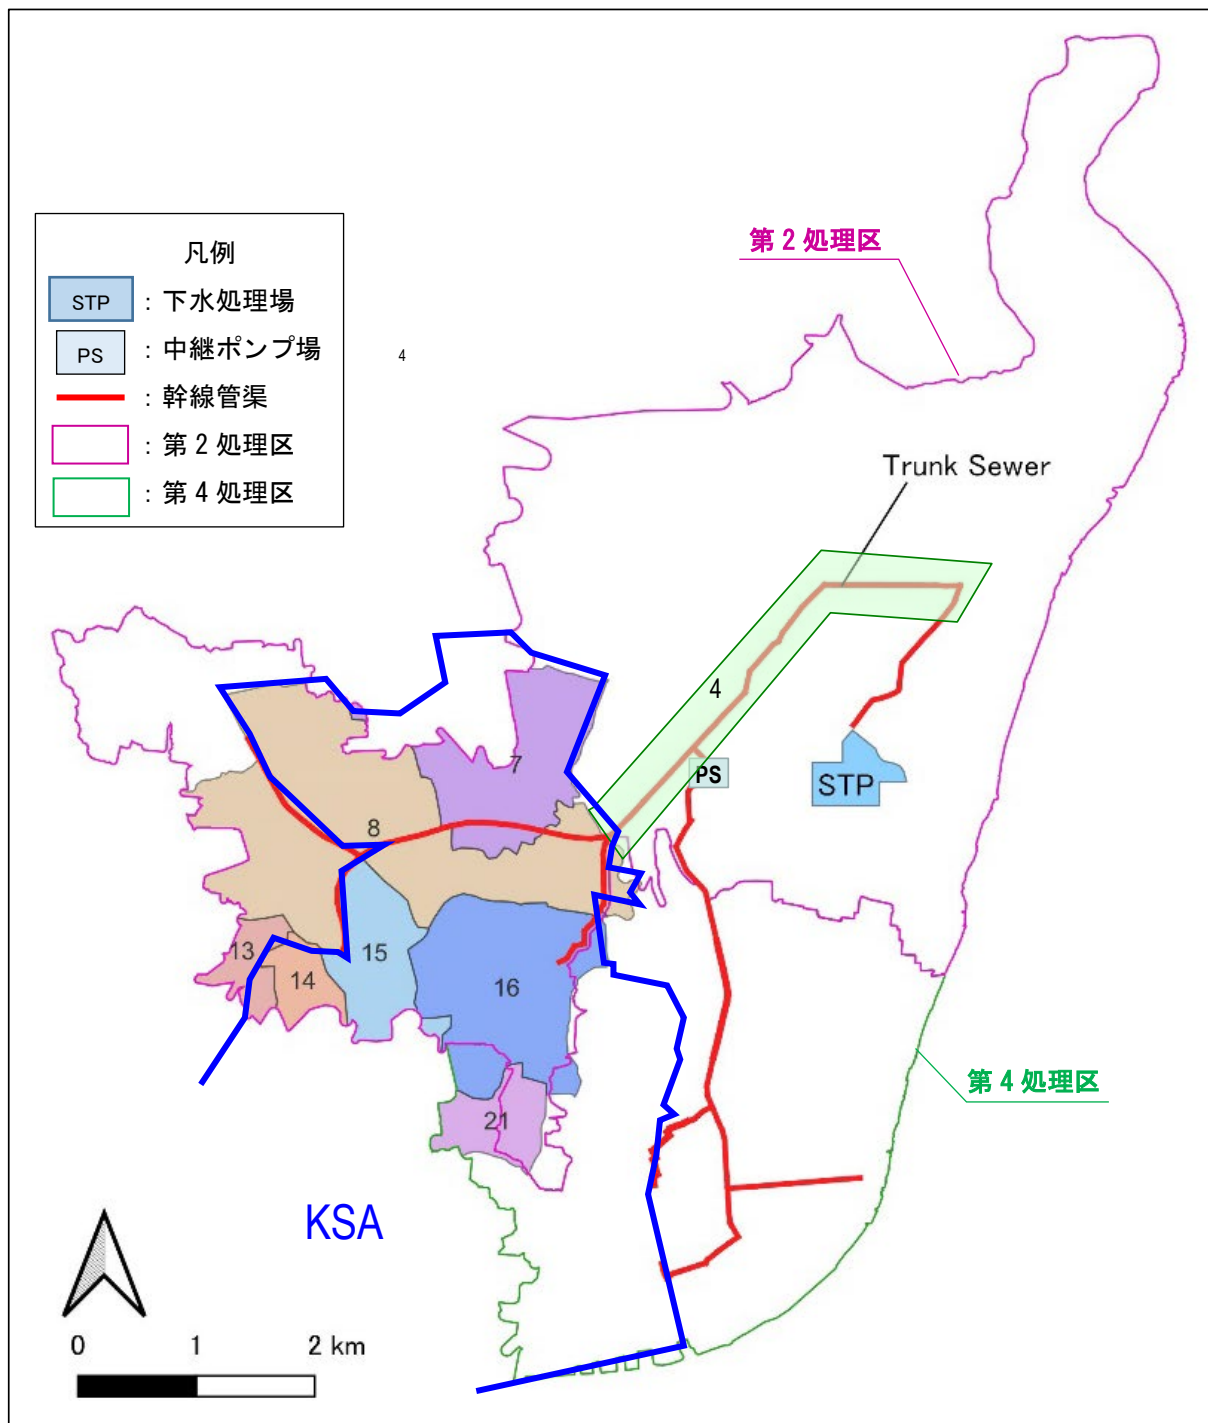 第2処理区
凡例
STP : 下水処理場
PS : 中継ポンプ場
: 幹線管渠
: 第2処理区
: 第4処理区
4
Trunk Sewer
4
7
PS
STP
8
13
14
15
16
第4処理区
21
KSA
0 1 2 km